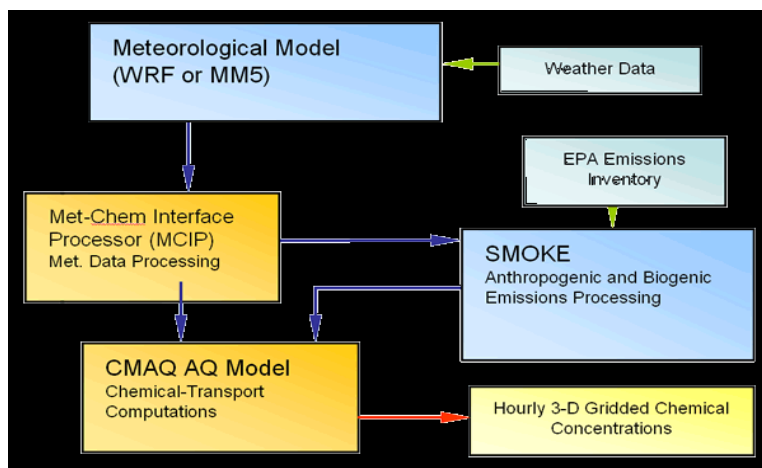 Meteorological Model
(WRF or MM5)
Weather Data
EPA Emissions
Inventory
Met-Chem Interface
Processor (MCIP)
Met. Data Processing
SMOKE
Anthropogenic and Biogenic
Emissions Processing
CMAQ AQ Model
Chemical-Transport
Computations
Hourly 3-D Gridded Chemical
Concentrations